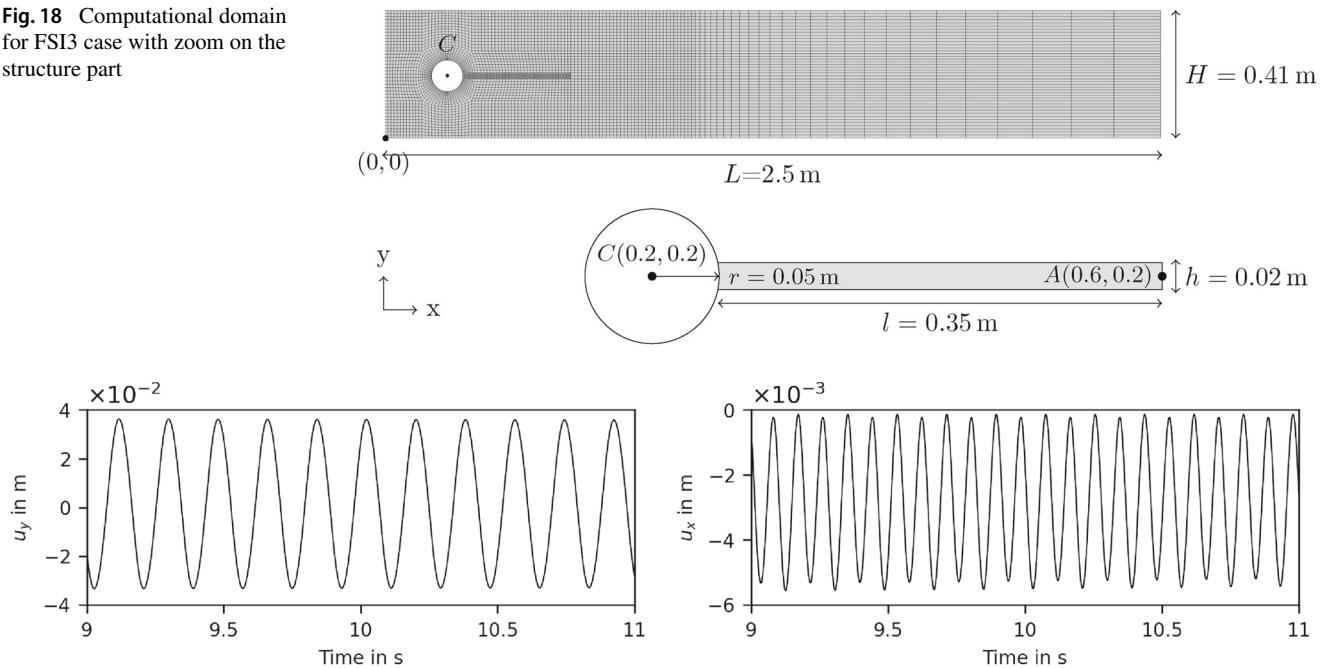 Fig. 18 Computational domain
for FSI3 case with zoom on the
structure part
C
H = 0.41 m
(0,0)
L=2.5 m
y
x
C(0.2, 0.2)
r = 0.05 m
A(0.6, 0.2)
h = 0.02 m
l = 0.35 m
×10⁻²
4
2
0
−2
−4
u_y in m
9 9.5 10 10.5 11
Time in s
×10⁻³
0
−2
−4
−6
u_x in m
9 9.5 10 10.5 11
Time in s